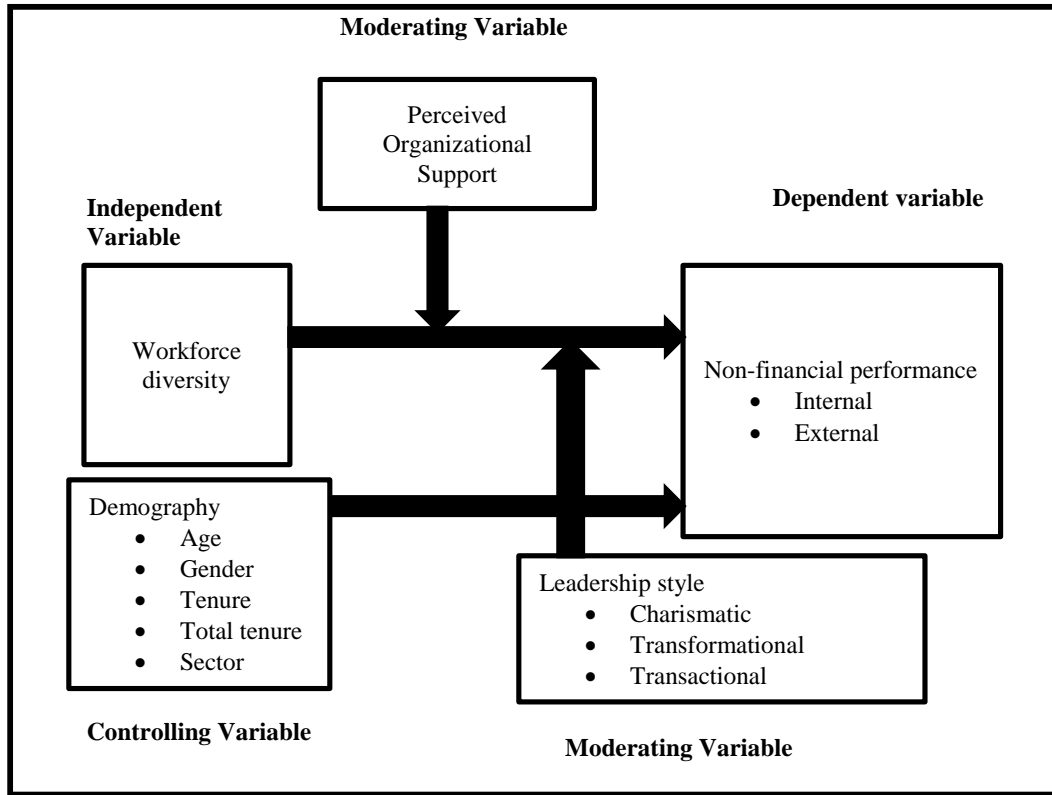 Moderating Variable
Perceived
Organizational
Support
Independent
Variable
Dependent variable
Workforce
diversity
Non-financial performance
• Internal
• External
Demography
• Age
• Gender
• Tenure
• Total tenure
• Sector
Leadership style
• Charismatic
• Transformational
• Transactional
Controlling Variable
Moderating Variable